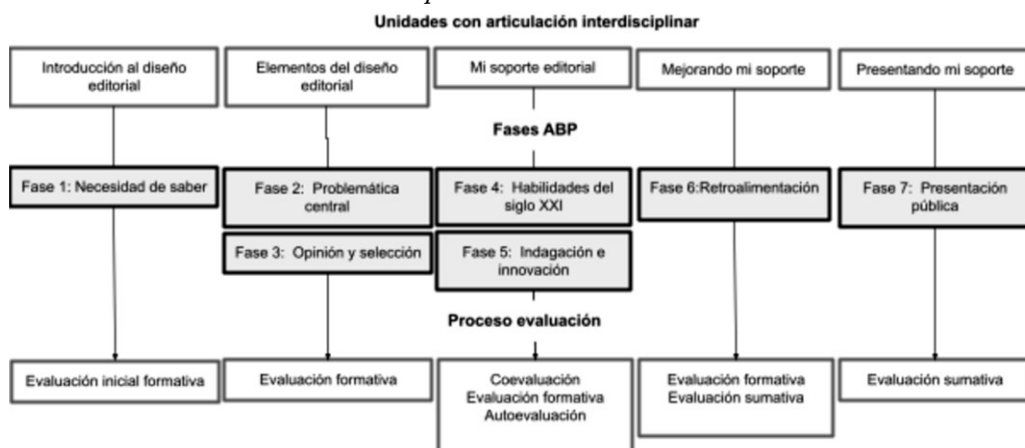 Unidades con articulación interdisciplinar
Introducción al diseño
editorial
Elementos del diseño
editorial
Mi soporte editorial
Mejorando mi soporte
Presentando mi soporte
Fases ABP
Fase 1: Necesidad de saber
Fase 2: Problemática
central
Fase 3: Opinión y selección
Fase 4: Habilidades del
siglo XXI
Fase 5: Indagación e
innovación
Fase 6:Retroalimentación
Fase 7: Presentación
pública
Proceso evaluación
Evaluación inicial formativa
Evaluación formativa
Coevaluación
Evaluación formativa
Autoevaluación
Evaluación formativa
Evaluación sumativa
Evaluación sumativa